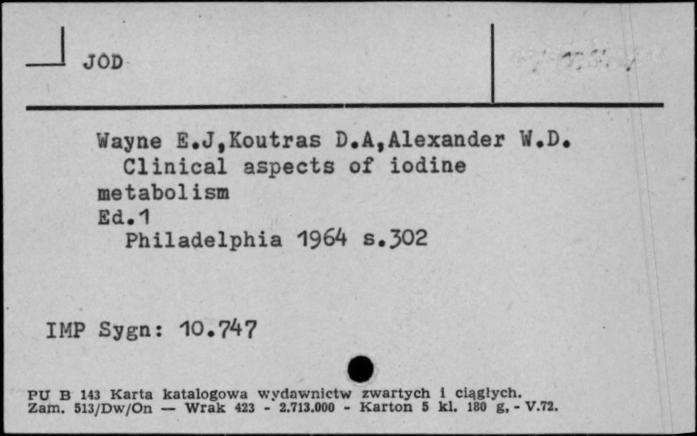 JOD
Wayne E.J,Koutras D.A,Alexander W.D.
Clinical aspects of iodine
metabolism
Ed.1
Philadelphia 1964 s.302
IMP Sygn: 10.747
PU B 143 Karta katalogowa wydawnictw zwartych i ciągłych.
Zam. 513/Dw/On — Wrak 423 - 2.713.000 - Karton 5 kl. 180 g, - V.72.